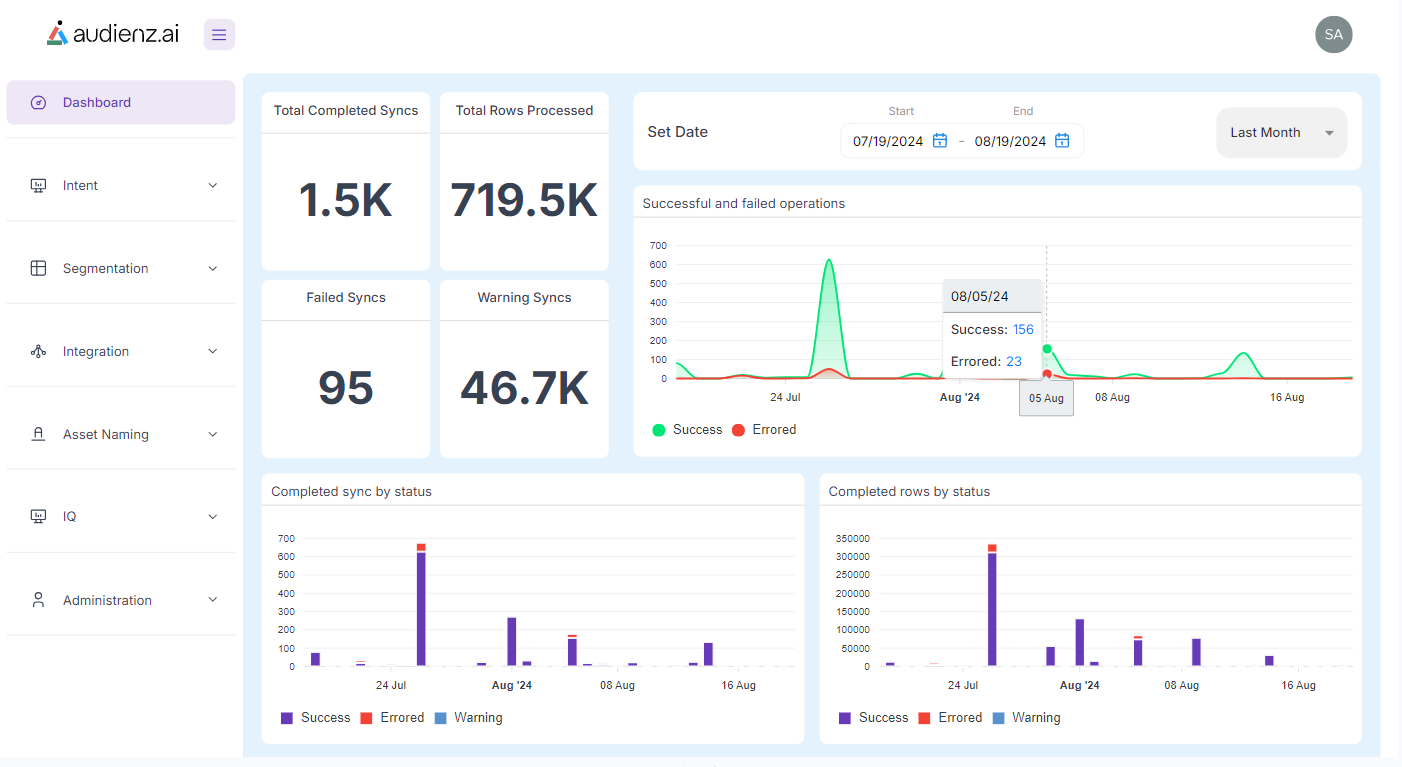 audienz.ai
SA
Dashboard
Intent
Segmentation
Integration
Asset Naming
IQ
Administration
Total Completed Syncs
1.5K
Total Rows Processed
719.5K
Failed Syncs
95
Warning Syncs
46.7K
Set Date
Start
End
07/19/2024 - 08/19/2024
Last Month
Successful and failed operations
700
600
500
400
300
200
100
0
08/05/24
Success: 156
Errored: 23
24 Jul Aug '24 05 Aug 08 Aug 16 Aug
Success Errored
Completed sync by status
700
600
500
400
300
200
100
0
24 Jul Aug '24 08 Aug 16 Aug
Success Errored Warning
Completed rows by status
350000
300000
250000
200000
150000
100000
50000
0
24 Jul Aug '24 08 Aug 16 Aug
Success Errored Warning